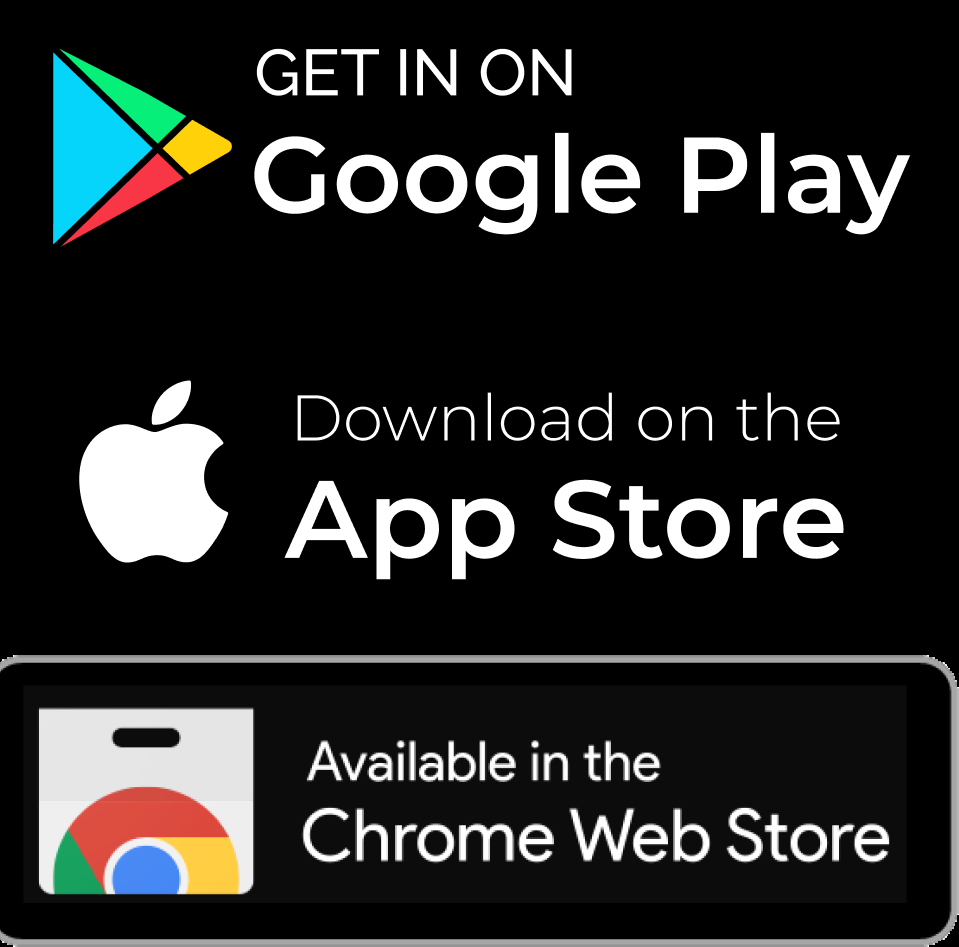 GET IN ON
Google Play
Download on the
App Store
Available in the
Chrome Web Store